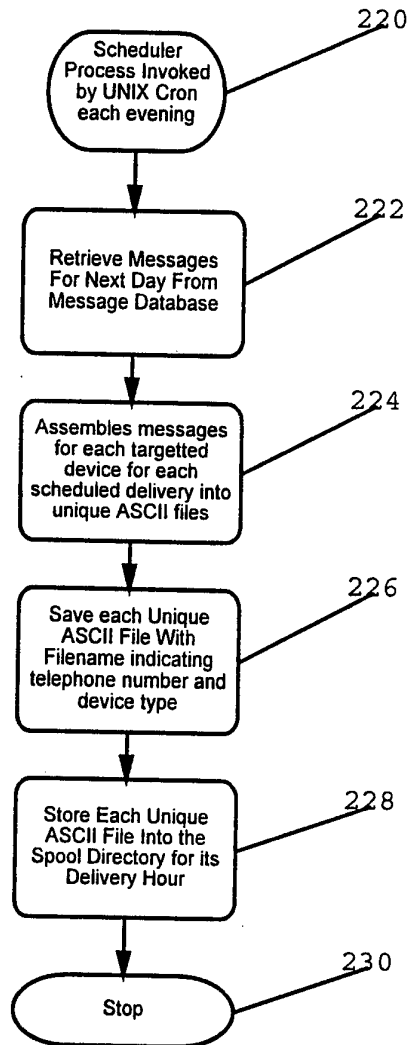 220
Scheduler
Process Invoked
by UNIX Cron
each evening
222
Retrieve Messages
For Next Day From
Message Database
224
Assembles messages
for each targetted
device for each
scheduled delivery into
unique ASCII files
226
Save each Unique
ASCII File With
Filename indicating
telephone number and
device type
228
Store Each Unique
ASCII File Into the
Spool Directory for its
Delivery Hour
230
Stop